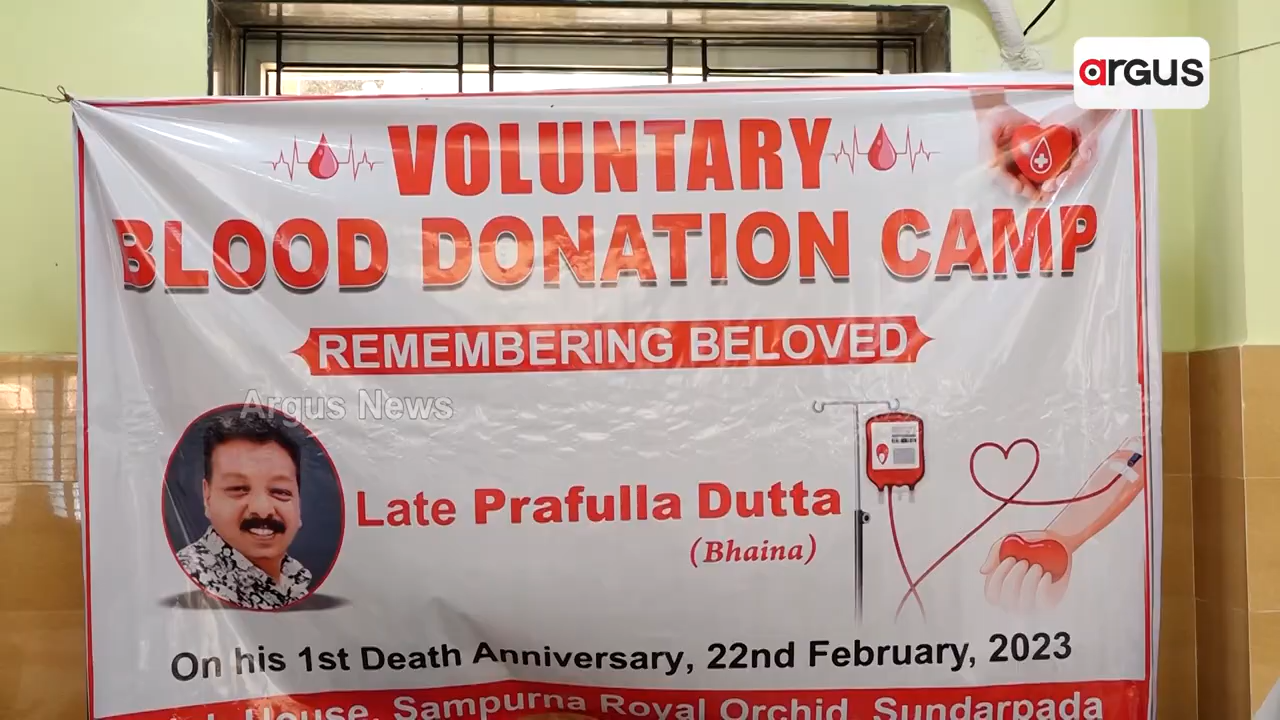 argus
VOLUNTARY
BLOOD DONATION CAMP
REMEMBERING BELOVED
Argus News
Late Prafulla Dutta
(Bhaina)
On his 1st Death Anniversary, 22nd February, 2023
House, Sampurna Royal Orchid, Sundarpada